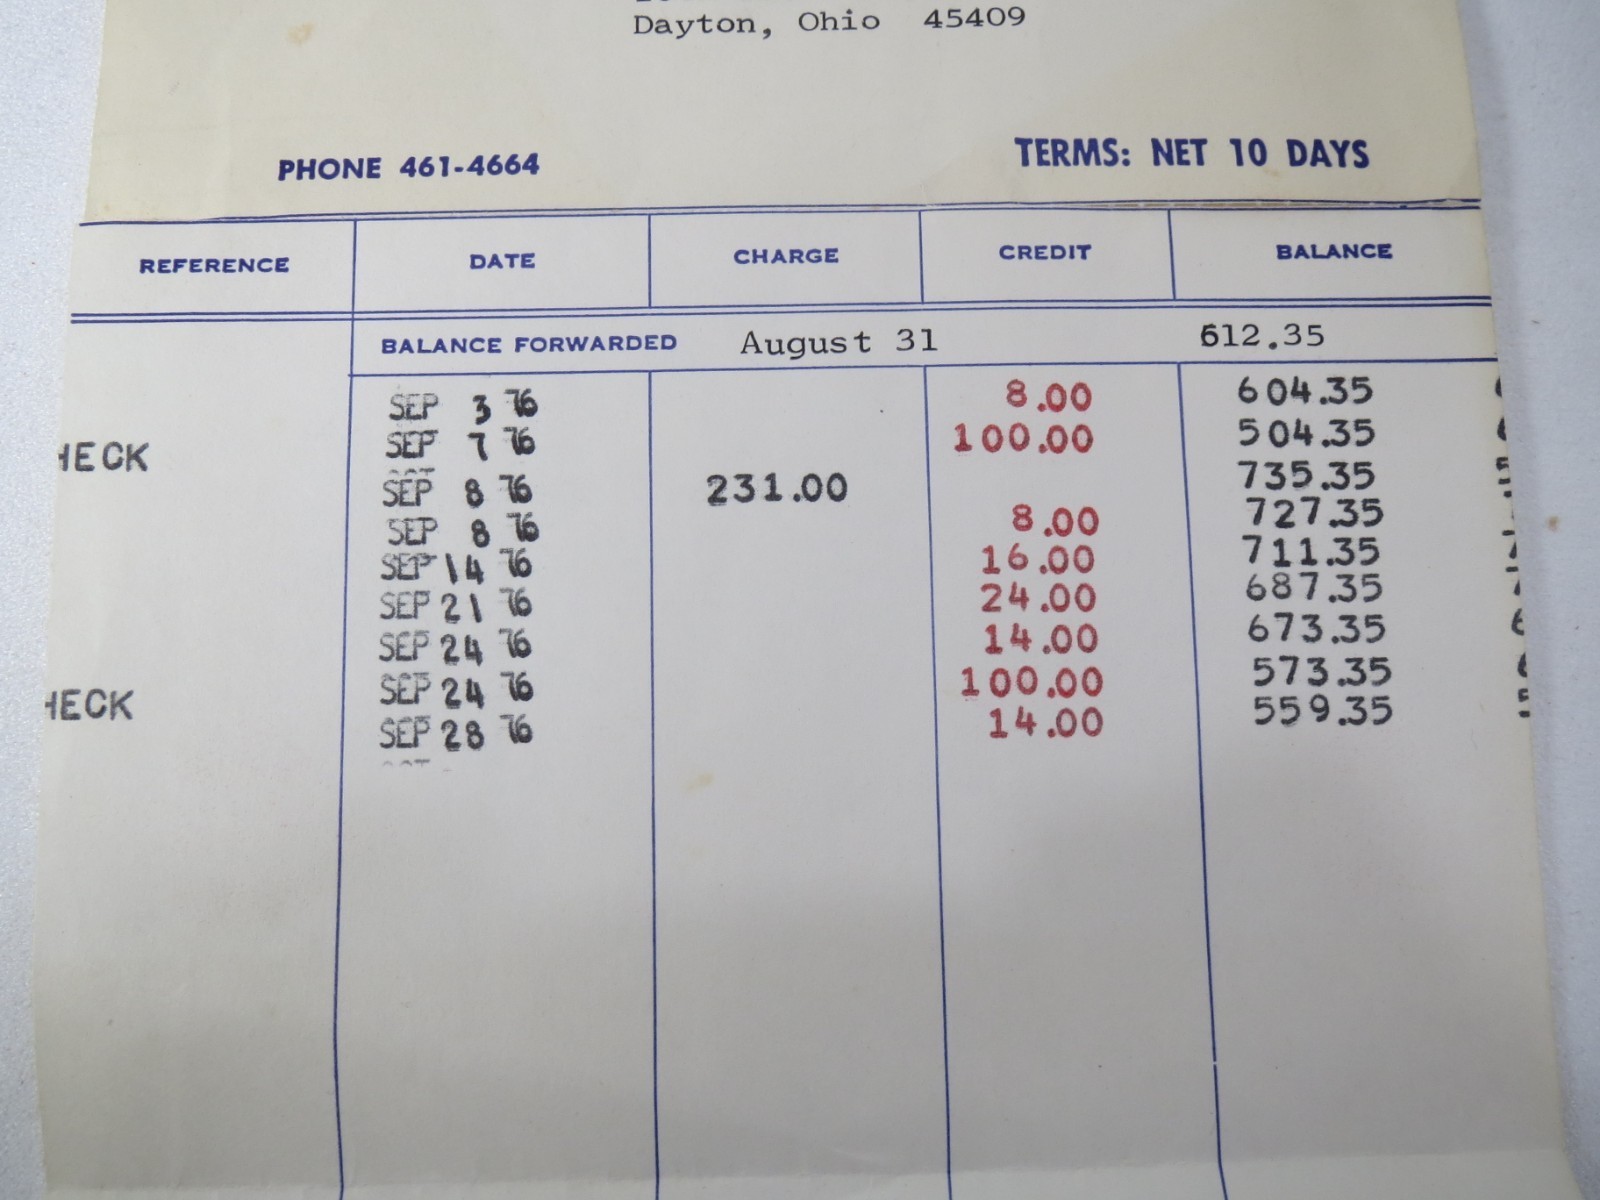 Dayton, Ohio 45409
PHONE 461-4664 TERMS: NET 10 DAYS
REFERENCE DATE CHARGE CREDIT BALANCE
BALANCE FORWARDED August 31 612.35
SEP 3 76 8.00 604.35
HECK SEP 7 76 100.00 504.35
SEP 8 76 231.00 735.35
SEP 8 76 8.00 727.35
SEP 14 76 16.00 711.35
SEP 21 76 24.00 687.35
SEP 24 76 14.00 673.35
HECK SEP 24 76 100.00 573.35
SEP 28 76 14.00 559.35